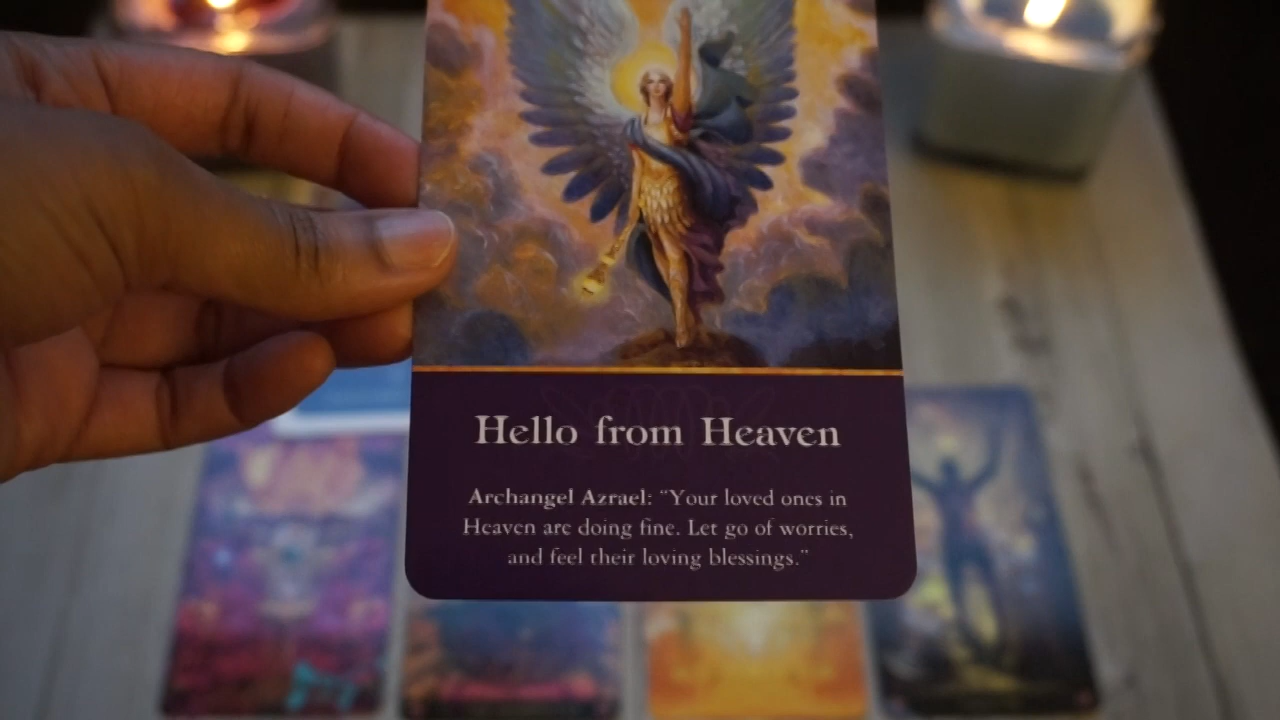 Hello from Heaven
Archangel Azrael: “Your loved ones in
Heaven are doing fine. Let go of worries,
and feel their loving blessings.”